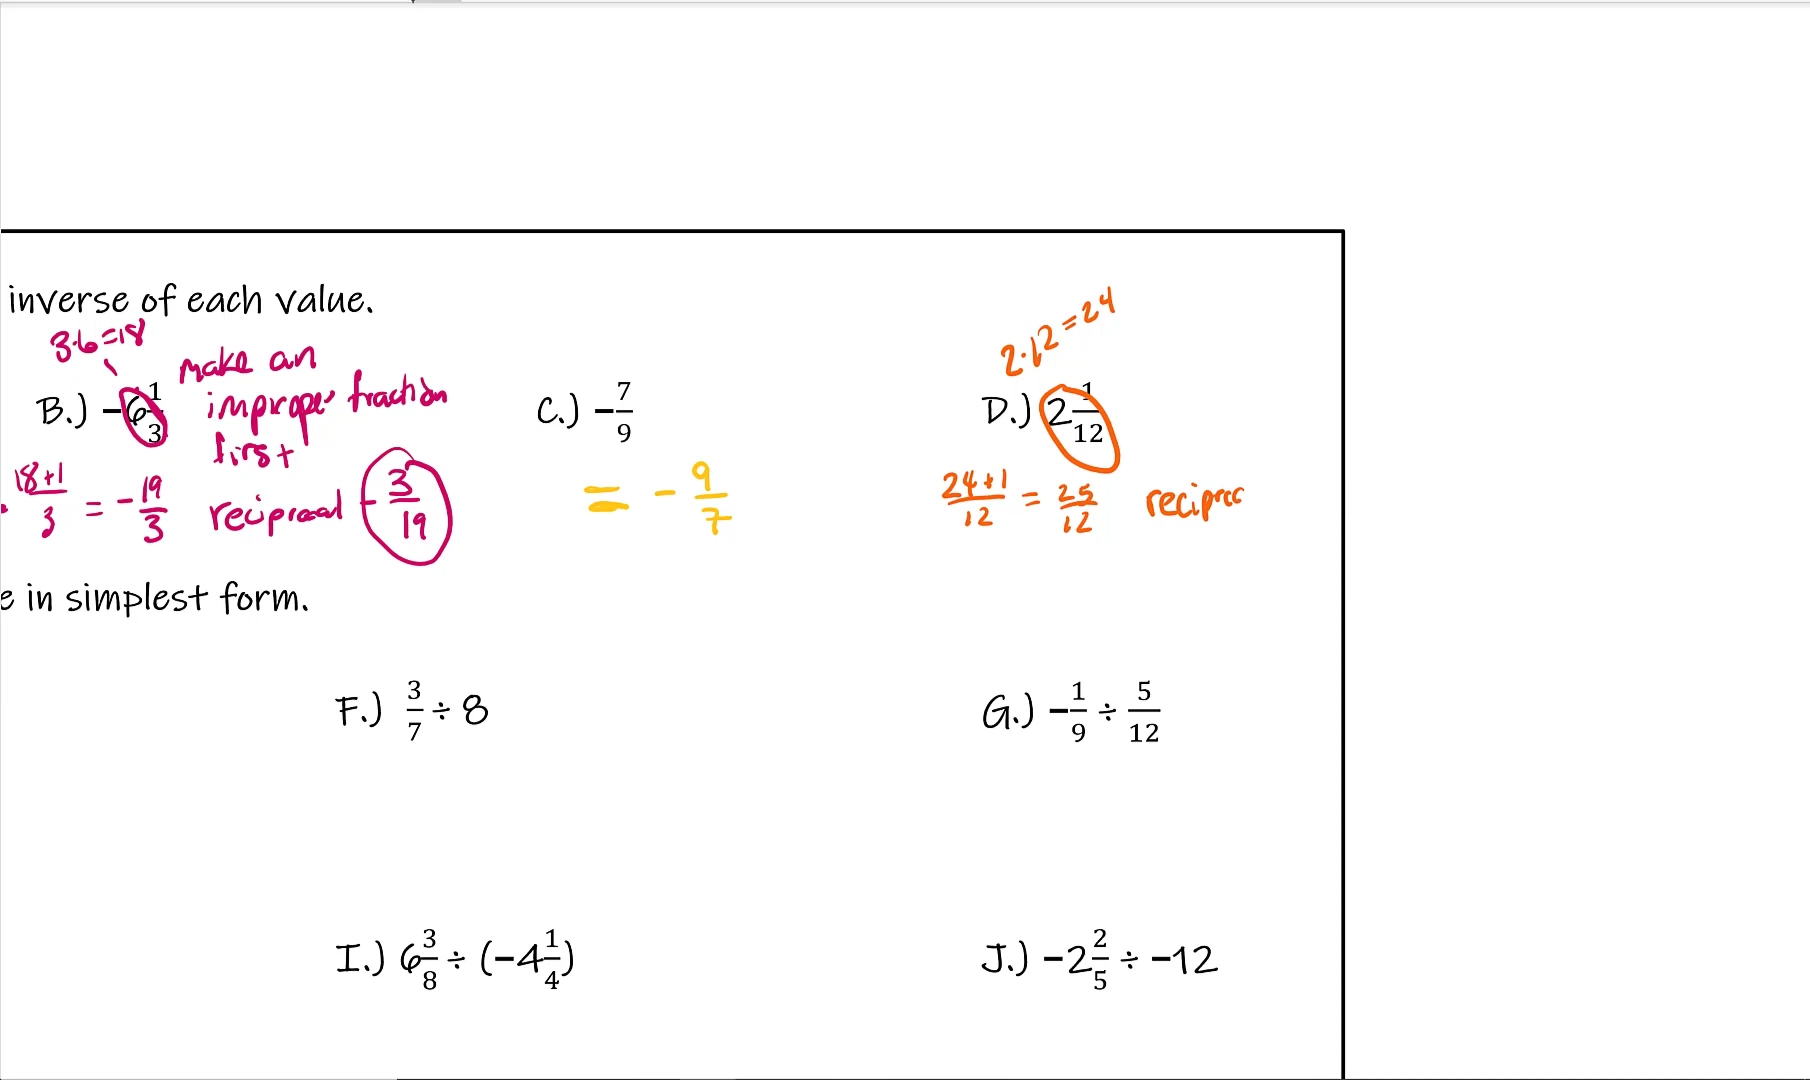 inverse of each value.
3·6=18
2·12=24
make an
improper fraction
first
B.) -6 1/3
C.) -7/9
D.) 2 1/12
18+1/3 = -19/3 reciprocal -3/19
= -9/7
24+1/12 = 25/12 reciproc
e in simplest form.
F.) 3/7 ÷ 8
G.) -1/9 ÷ 5/12
I.) 6 3/8 ÷ (-4 1/4)
J.) -2 2/5 ÷ -12